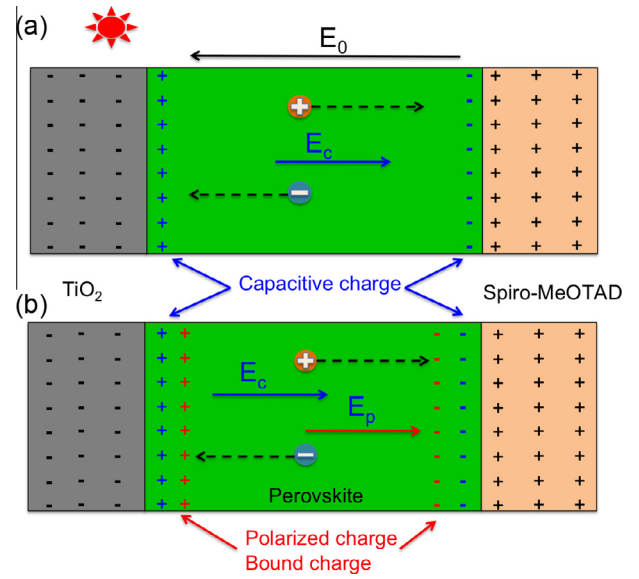 (a)
E0
Ec
TiO2
Capacitive charge
Spiro-MeOTAD
(b)
Ec
Ep
Perovskite
Polarized charge
Bound charge